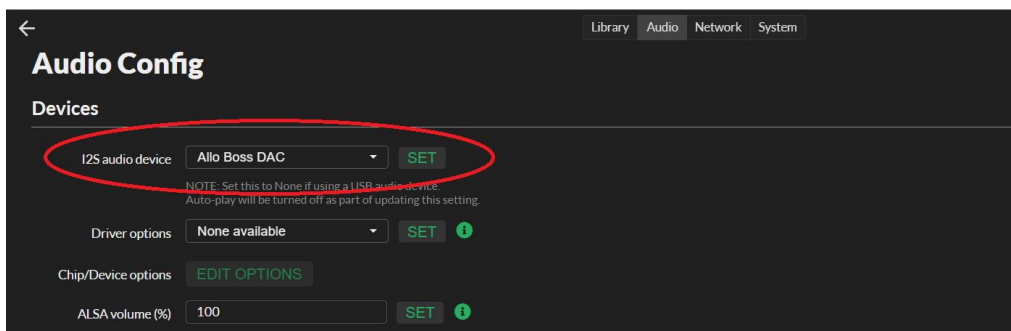 Library Audio Network System
Audio Config
Devices
I2S audio device Allo Boss DAC SET
NOTE: Set this to None if using a USB audio device.
Auto-play will be turned off as part of updating this setting.
Driver options None available SET
Chip/Device options EDIT OPTIONS
ALSA volume (%) 100 SET